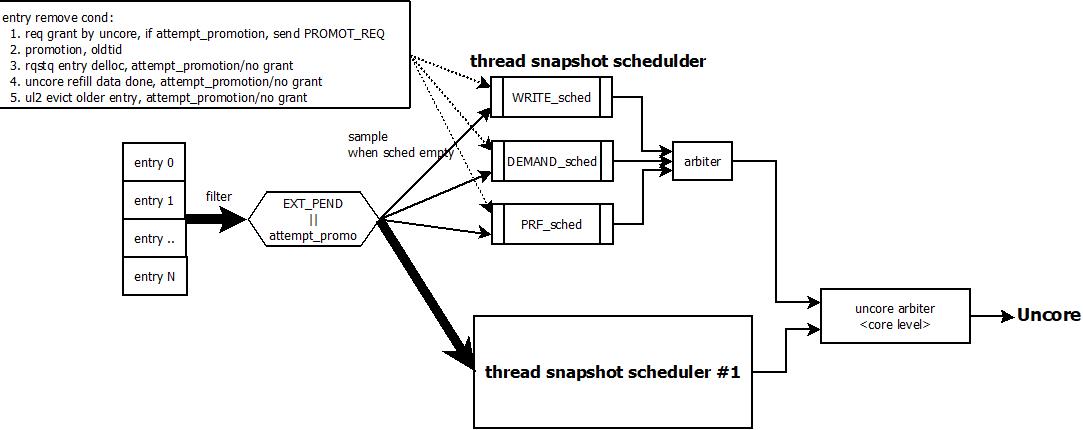 entry remove cond:
1. req grant by uncore, if attempt_promotion, send PROMOT_REQ
2. promotion, oldtid
3. rqstq entry delloc, attempt_promotion/no grant
4. uncore refill data done, attempt_promotion/no grant
5. ul2 evict older entry, attempt_promotion/no grant
thread snapshot schedulder
WRITE_sched
sample
when sched empty
DEMAND_sched
arbiter
entry 0
entry 1
entry ..
entry N
filter
EXT_PEND
||
attempt_promo
PRF_sched
uncore arbiter
<core level>
Uncore
thread snapshot scheduler #1